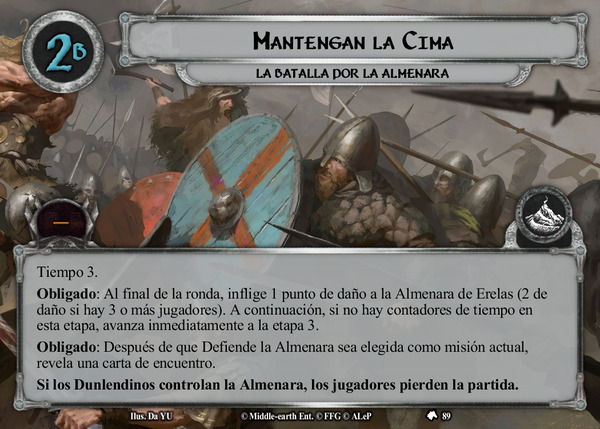 2B
Mantengan la Cima
La Batalla por la Almenara
–
Tiempo 3.
Obligado: Al final de la ronda, inflige 1 punto de daño a la Almenara de Erelas (2 de
daño si hay 3 o más jugadores). A continuación, si no hay contadores de tiempo en
esta etapa, avanza inmediatamente a la etapa 3.
Obligado: Después de que Defiende la Almenara sea elegida como misión actual,
revela una carta de encuentro.
Si los Dunlendinos controlan la Almenara, los jugadores pierden la partida.
Ilus. Da YU © Middle-earth Ent. © FFG © ALeP 89